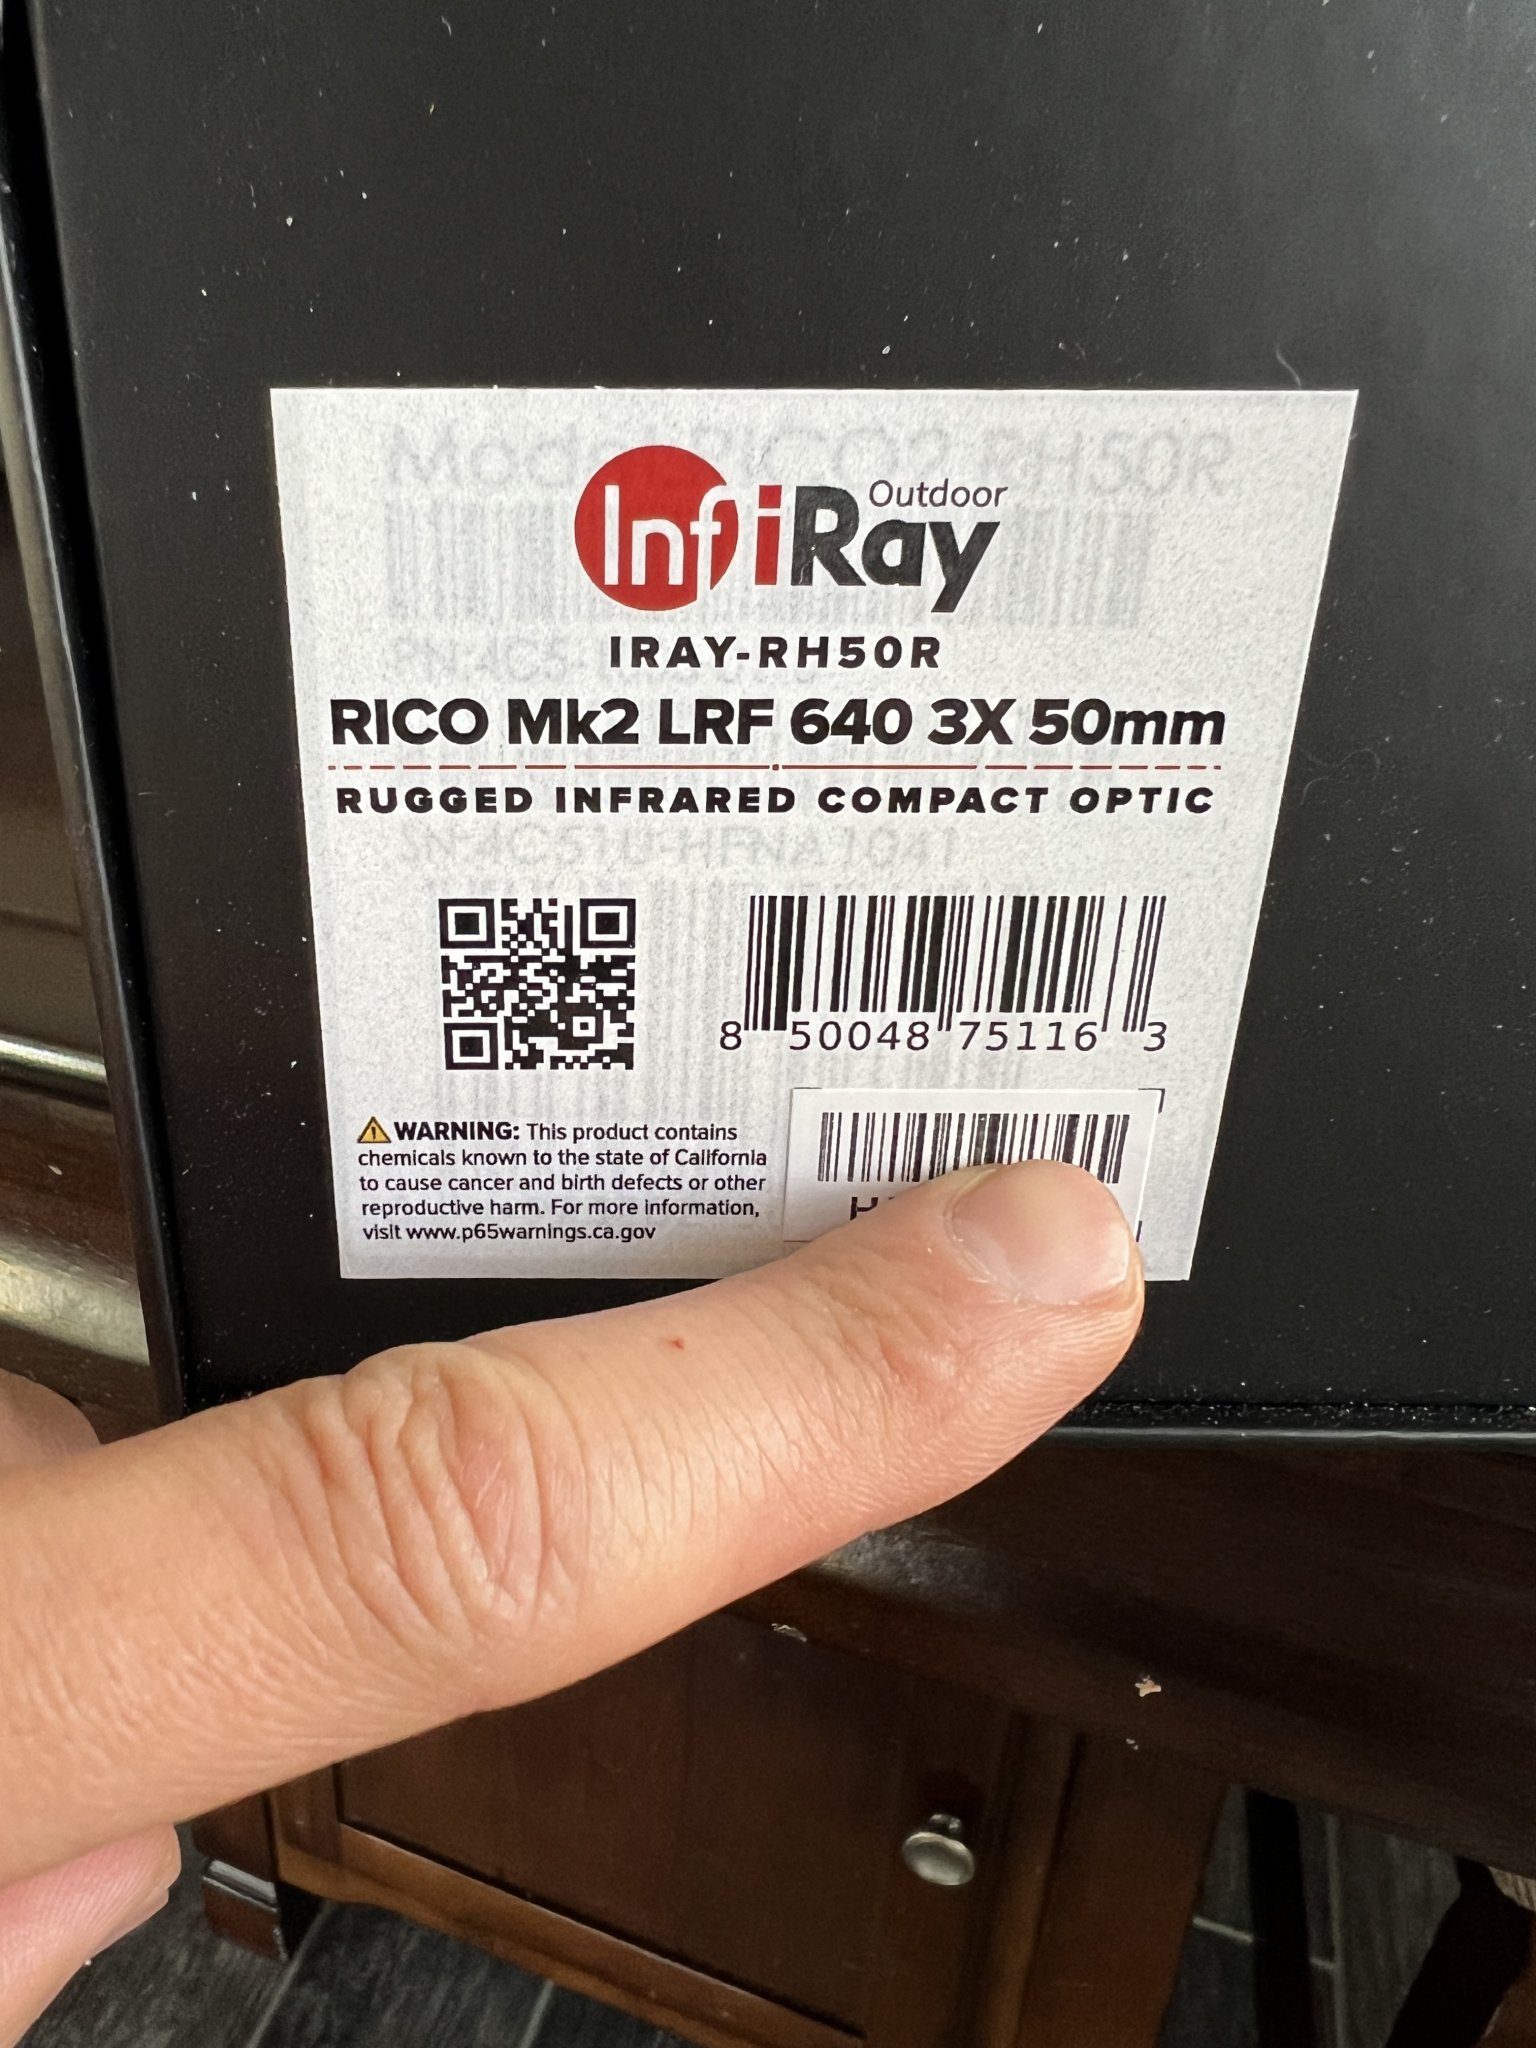 InfiRay Outdoor
IRAY-RH50R
RICO Mk2 LRF 640 3X 50mm
RUGGED INFRARED COMPACT OPTIC
8 50048 75116 3
WARNING: This product contains
chemicals known to the state of California
to cause cancer and birth defects or other
reproductive harm. For more information,
visit www.p65warnings.ca.gov
H